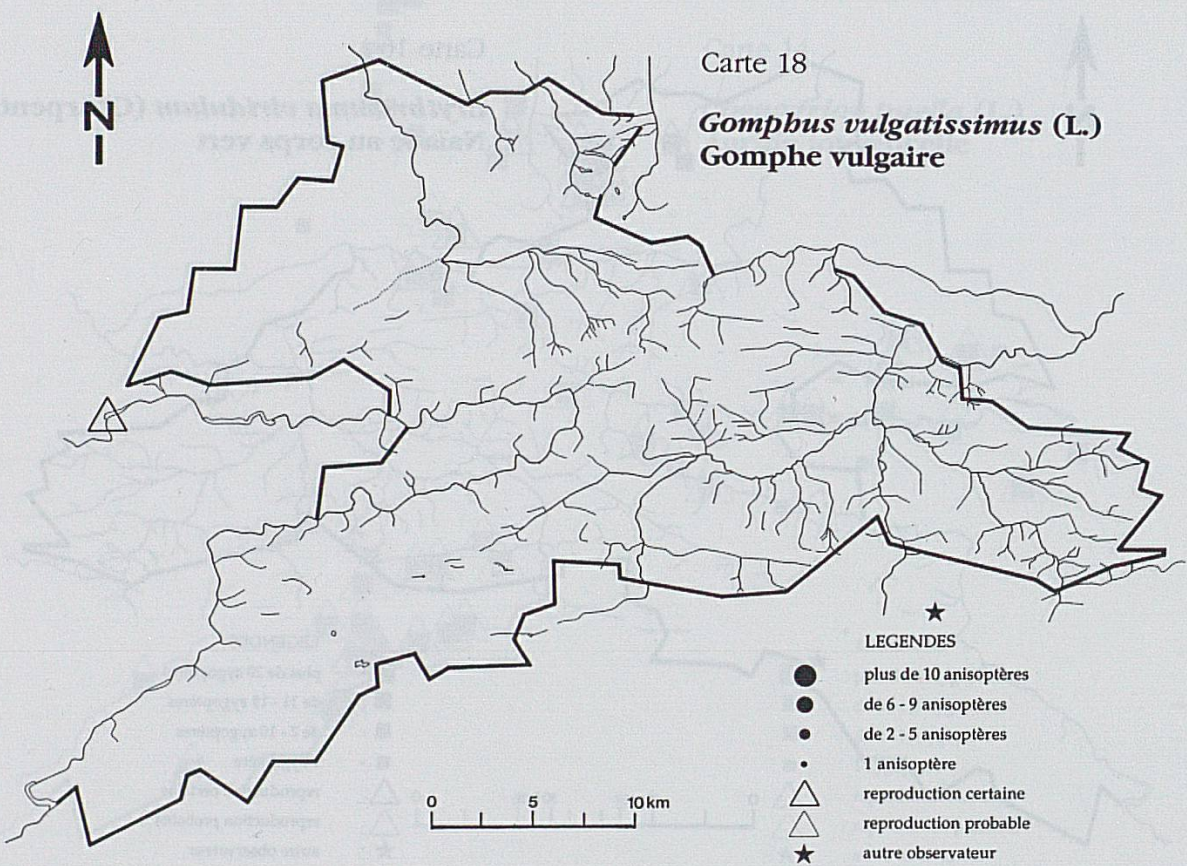 N
Carte 18
Gomphus vulgatissimus (L.)
Gomphe vulgaire
LEGENDES
plus de 10 anisoptères
de 6 - 9 anisoptères
de 2 - 5 anisoptères
1 anisoptère
reproduction certaine
reproduction probable
autre observateur
0 5 10 km